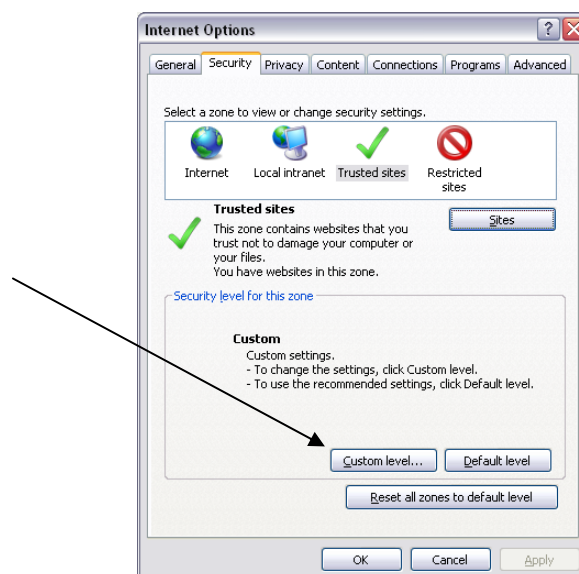 Internet Options
?
General Security Privacy Content Connections Programs Advanced
Select a zone to view or change security settings.
Internet Local intranet Trusted sites Restricted
sites
Trusted sites
Sites
This zone contains websites that you
trust not to damage your computer or
your files.
You have websites in this zone.
Security level for this zone
Custom
Custom settings.
- To change the settings, click Custom level.
- To use the recommended settings, click Default level.
Custom level... Default level
Reset all zones to default level
OK Cancel Apply